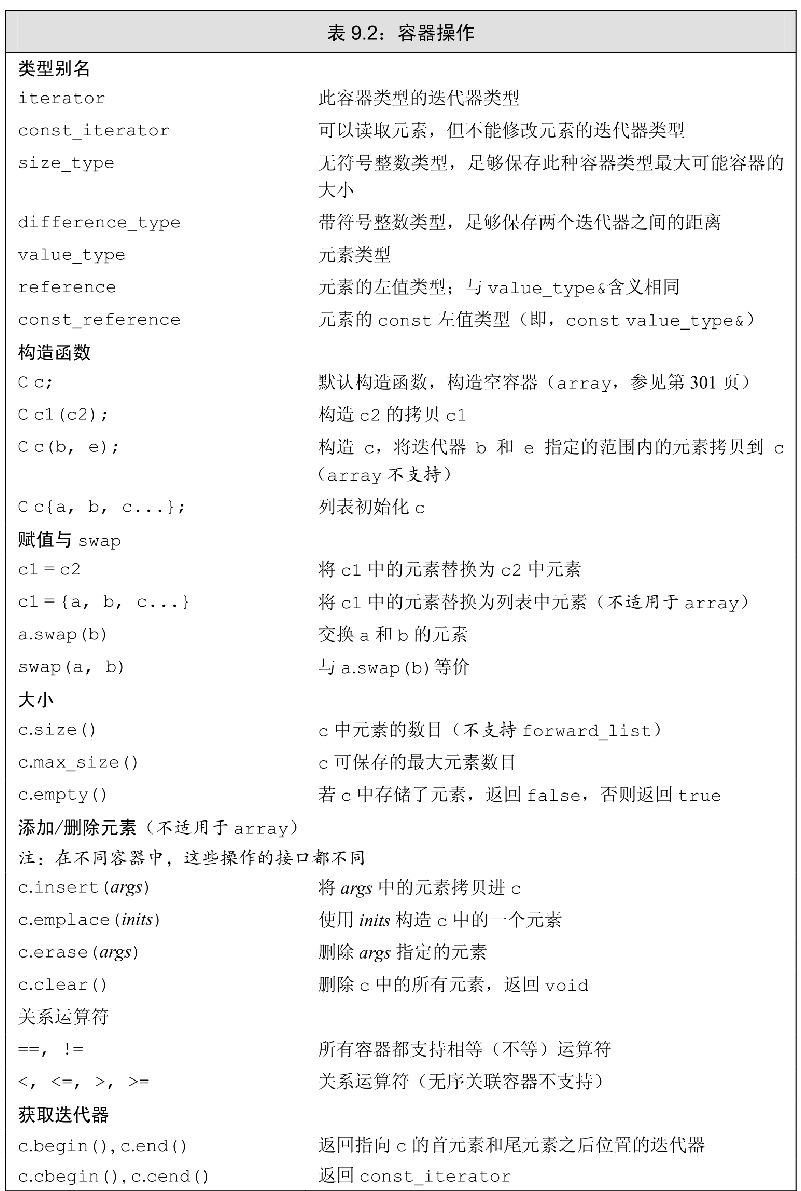 表 9.2：容器操作
类型别名
iterator 此容器类型的迭代器类型
const_iterator 可以读取元素，但不能修改元素的迭代器类型
size_type 无符号整数类型，足够保存此种容器类型最大可能容器的
大小
difference_type 带符号整数类型，足够保存两个迭代器之间的距离
value_type 元素类型
reference 元素的左值类型；与 value_type&含义相同
const_reference 元素的 const 左值类型（即，const value_type&）
构造函数
C c; 默认构造函数，构造空容器（array，参见第 301 页）
C c1(c2); 构造 c2 的拷贝 c1
C c(b, e); 构造 c，将迭代器 b 和 e 指定的范围内的元素拷贝到 c
（array 不支持）
C c{a, b, c...}; 列表初始化 c
赋值与 swap
c1 = c2 将 c1 中的元素替换为 c2 中元素
c1 = {a, b, c...} 将 c1 中的元素替换为列表中元素（不适用于 array）
a.swap(b) 交换 a 和 b 的元素
swap(a, b) 与 a.swap(b)等价
大小
c.size() c 中元素的数目（不支持 forward_list）
c.max_size() c 可保存的最大元素数目
c.empty() 若 c 中存储了元素，返回 false，否则返回 true
添加/删除元素（不适用于 array）
注：在不同容器中，这些操作的接口都不同
c.insert(args) 将 args 中的元素拷贝进 c
c.emplace(inits) 使用 inits 构造 c 中的一个元素
c.erase(args) 删除 args 指定的元素
c.clear() 删除 c 中的所有元素，返回 void
关系运算符
==, != 所有容器都支持相等（不等）运算符
<, <=, >, >= 关系运算符（无序关联容器不支持）
获取迭代器
c.begin(), c.end() 返回指向 c 的首元素和尾元素之后位置的迭代器
c.cbegin(), c.cend() 返回 const_iterator